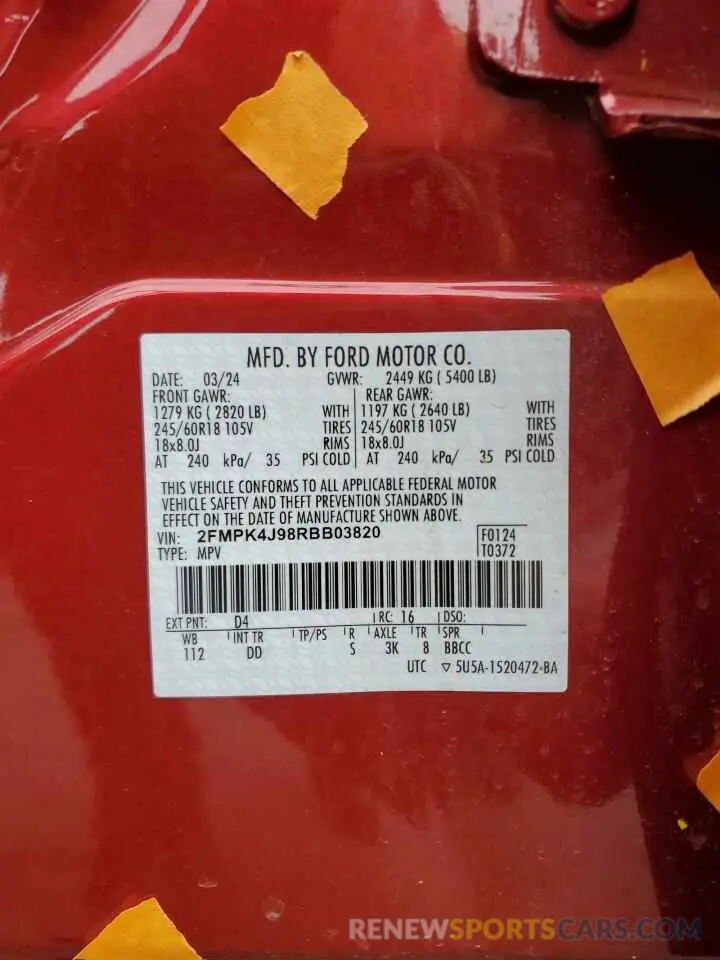 MFD. BY FORD MOTOR CO.
DATE: 03/24 GVWR: 2449 KG ( 5400 LB)
FRONT GAWR: REAR GAWR:
1279 KG ( 2820 LB) WITH 1197 KG ( 2640 LB) WITH
245/60R18 105V TIRES 245/60R18 105V TIRES
18x8.0J RIMS 18x8.0J RIMS
AT 240 kPa/ 35 PSI COLD AT 240 kPa/ 35 PSI COLD
THIS VEHICLE CONFORMS TO ALL APPLICABLE FEDERAL MOTOR
VEHICLE SAFETY AND THEFT PREVENTION STANDARDS IN
EFFECT ON THE DATE OF MANUFACTURE SHOWN ABOVE.
VIN: 2FMPK4J98RBB03820 F0124
TYPE: MPV T0372
EXT PNT: D4 RC: 16 DSO:
WB INT TR TP/PS R AXLE TR SPR
112 DD S 3K 8 BBCC
UTC ▽ 5U5A-1520472-BA
RENEWSPORTSCARS.COM